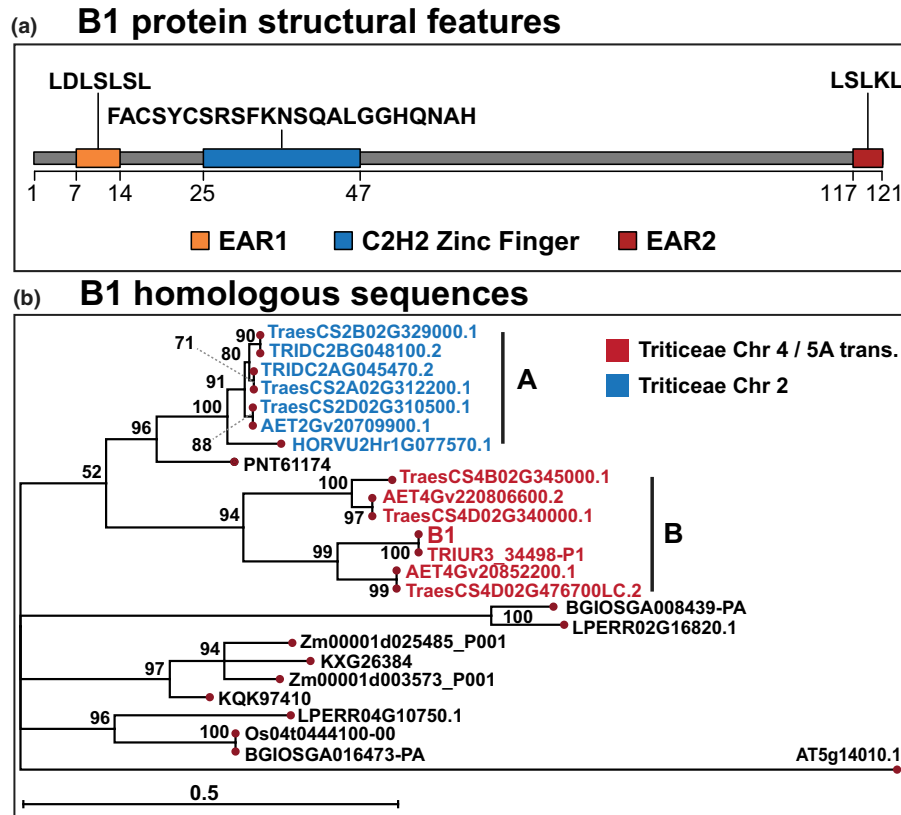 (a) B1 protein structural features
LDLSLSL
LSLKL
FACSYCSRSFKNSQALGGHQNAH
1 7 14 25 47 117 121
EAR1 C2H2 Zinc Finger EAR2
(b) B1 homologous sequences
90 TraesCS2B02G329000.1
71
80 TRIDC2BG048100.2
TRIDC2AG045470.2
91 TraesCS2A02G312200.1
100 TraesCS2D02G310500.1
AET2Gv20709900.1
88 HORVU2Hr1G077570.1
A
Triticeae Chr 4 / 5A trans.
Triticeae Chr 2
96
PNT61174
52
100 TraesCS4B02G345000.1
AET4Gv220806600.2
97 TraesCS4D02G340000.1
94
B1
100 TRIUR3_34498-P1
99
AET4Gv20852200.1
99 TraesCS4D02G476700LC.2
B
BGIOSGA008439-PA
100 LPERR02G16820.1
94 Zm00001d025485_P001
97 KXG26384
Zm00001d003573_P001
KQK97410
96 LPERR04G10750.1
100 Os04t0444100-00
BGIOSGA016473-PA
AT5g14010.1
0.5